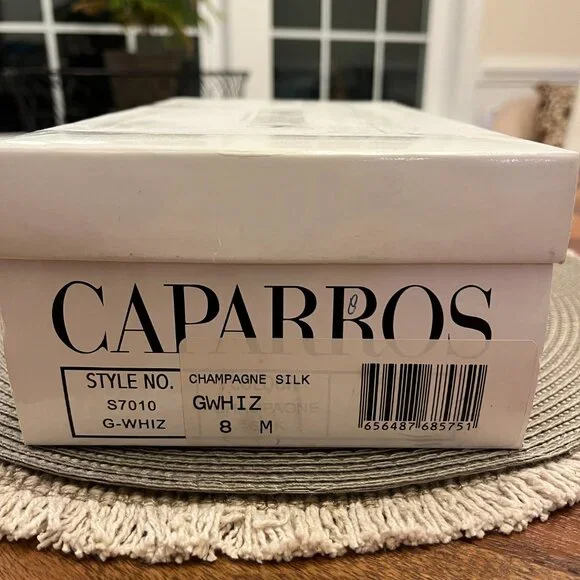 CAPARROS
STYLE NO.
S7010
G-WHIZ
CHAMPAGNE SILK
GWHIZ
8 M
656487 685751